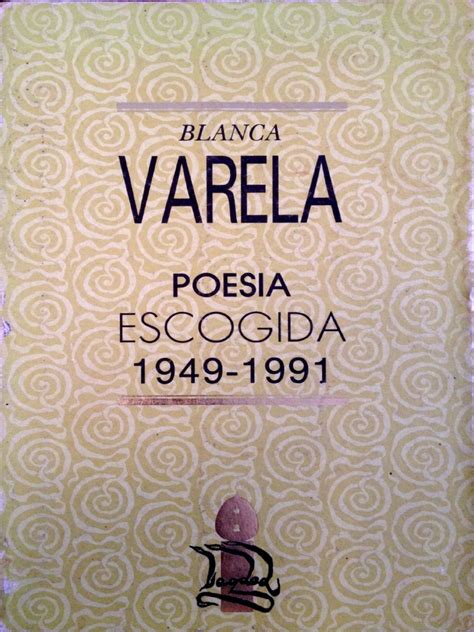 BLANCA
VARELA
POESIA
ESCOGIDA
1949-1991